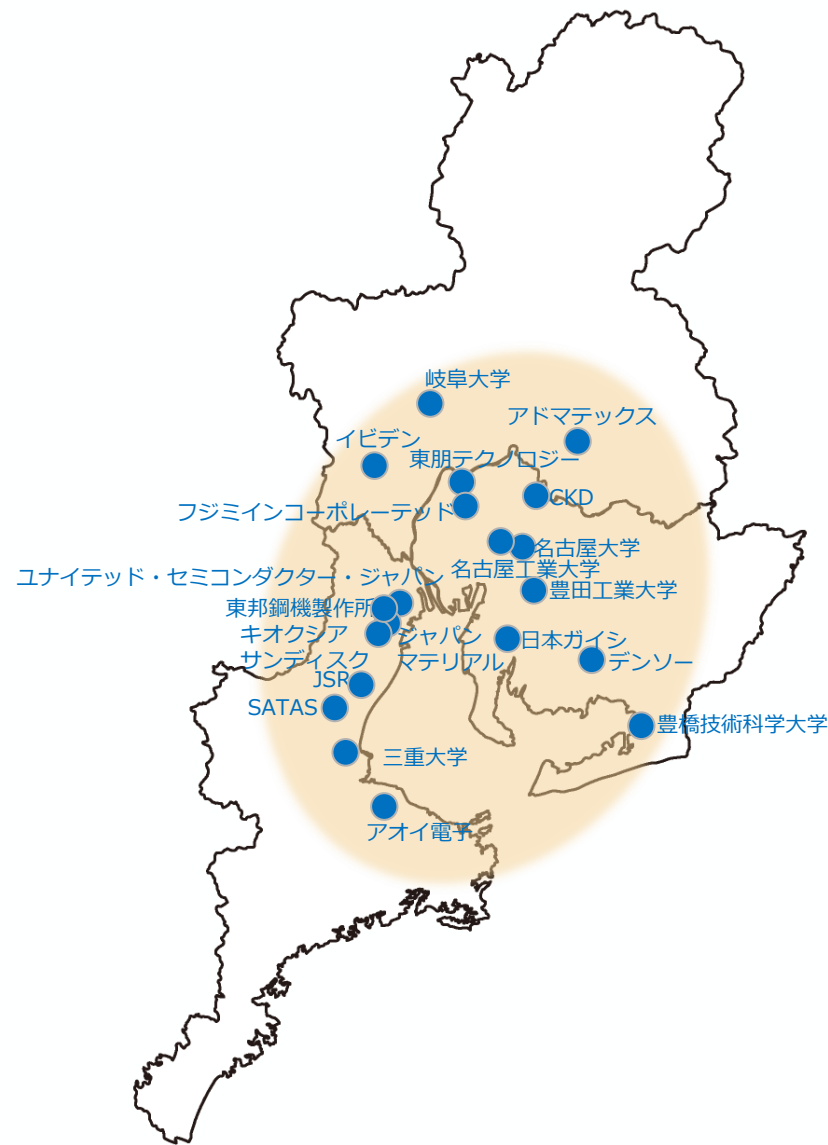 岐阜大学
アドマテックス
イビデン
東朋テクノロジー
CKD
フジミインコーポレーテッド
名古屋大学
名古屋工業大学
ユナイテッド・セミコンダクター・ジャパン
豊田工業大学
東邦鋼機製作所
キオクシア
サンディスク
ジャパン
マテリアル
日本ガイシ
デンソー
JSR
SATAS
豊橋技術科学大学
三重大学
アオイ電子